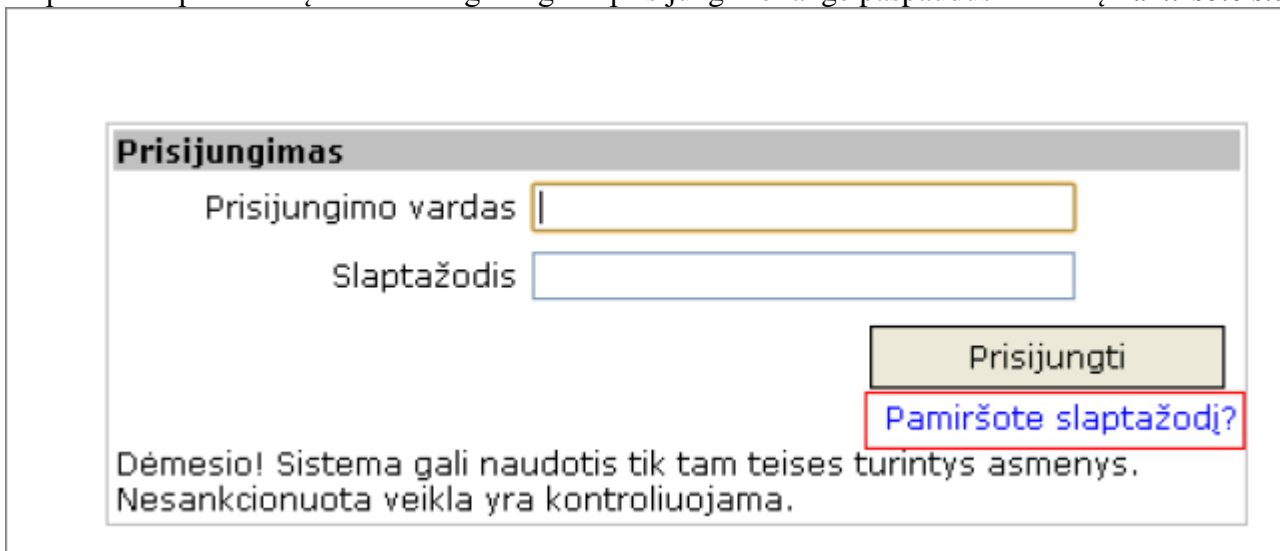 Prisijungimas
Prisijungimo vardas
Slaptažodis
Prisijungti
Pamiršote slaptažodį?
Dėmesio! Sistema gali naudotis tik tam teises turintys asmenys.
Nesankcionuota veikla yra kontroliuojama.